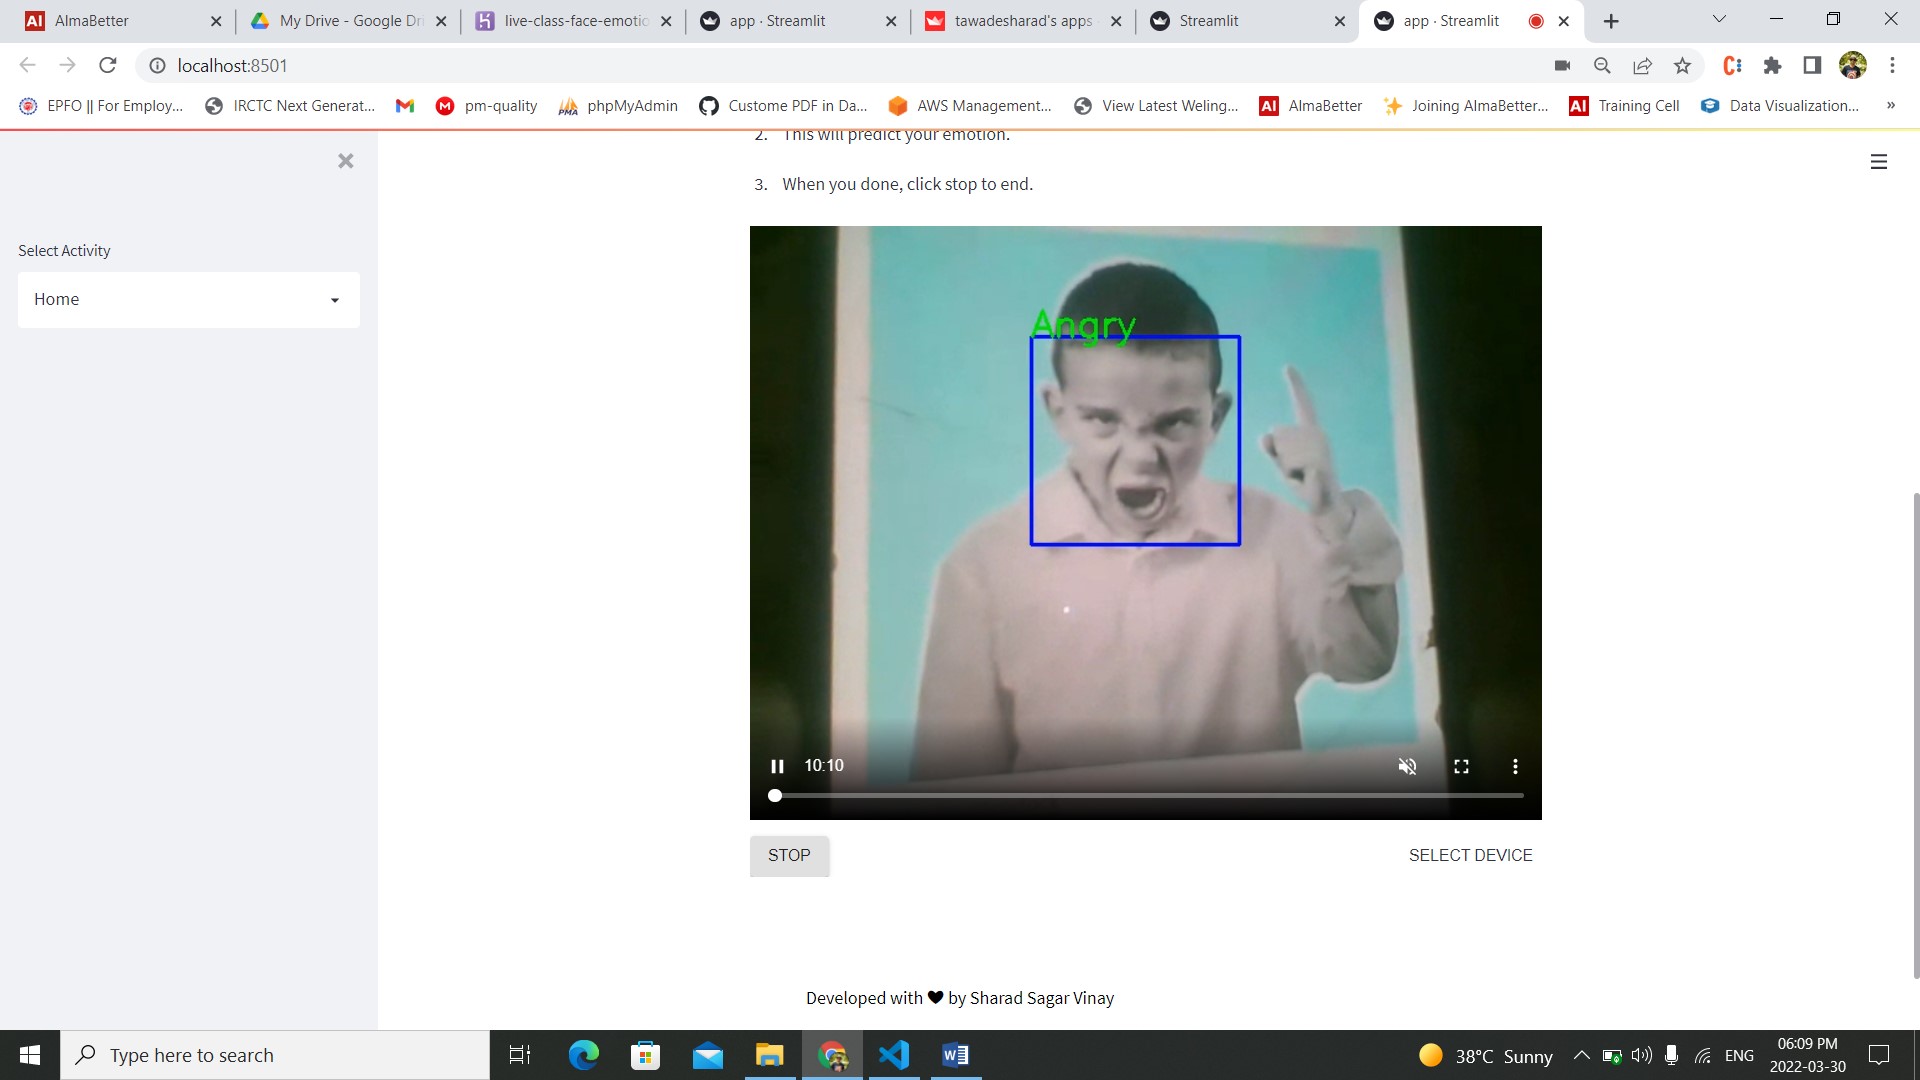 AlmaBetter
My Drive - Google Dri
live-class-face-emotio
app · Streamlit
tawadesharad's apps
Streamlit
app · Streamlit
localhost:8501
EPFO || For Employ...
IRCTC Next Generat...
pm-quality
phpMyAdmin
Custome PDF in Da...
AWS Management...
View Latest Weling...
AlmaBetter
Joining AlmaBetter...
Training Cell
Data Visualization...
2. This will predict your emotion.
3. When you done, click stop to end.
Select Activity
Home
Angry
10:10
STOP
SELECT DEVICE
Developed with by Sharad Sagar Vinay
Type here to search
38°C Sunny
ENG
06:09 PM
2022-03-30